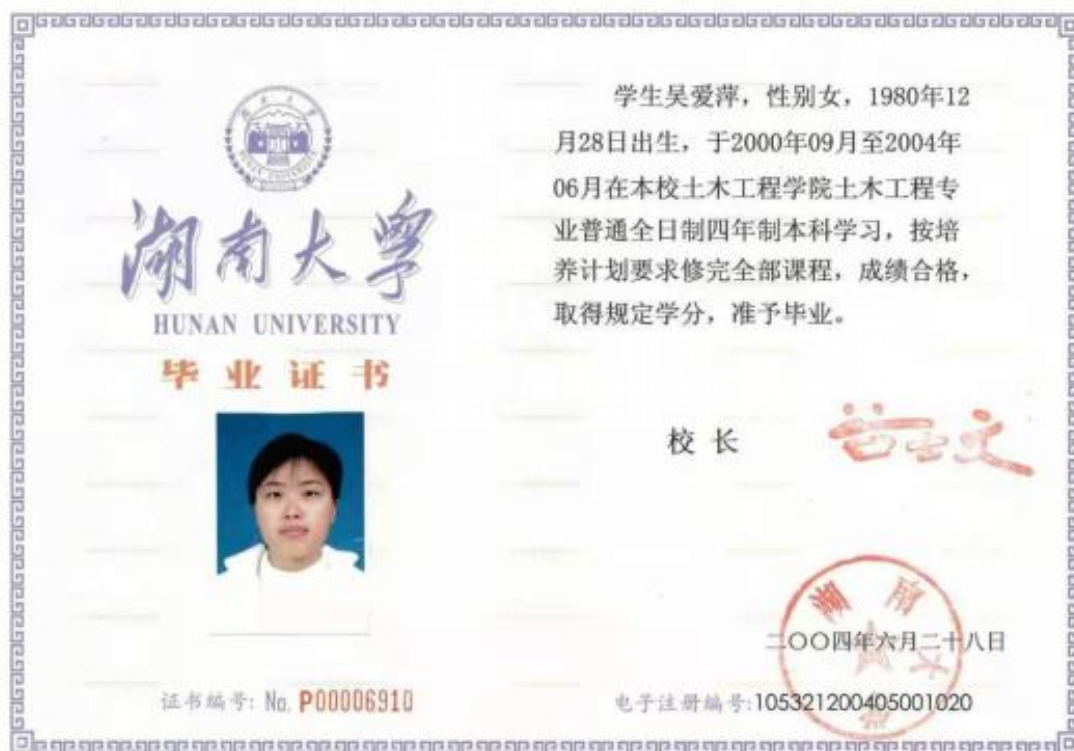 湖南大学
HUNAN UNIVERSITY
毕业证书
证书编号: No. P00006910
学生吴爱萍，性别女，1980年12
月28日出生，于2000年09月至2004年
06月在本校土木工程学院土木工程专
业普通全日制四年制本科学习，按培
养计划要求修完全部课程，成绩合格，
取得规定学分，准予毕业。
校 长
湖南大学
二〇〇四年六月二十八日
电子注册编号:105321200405001020